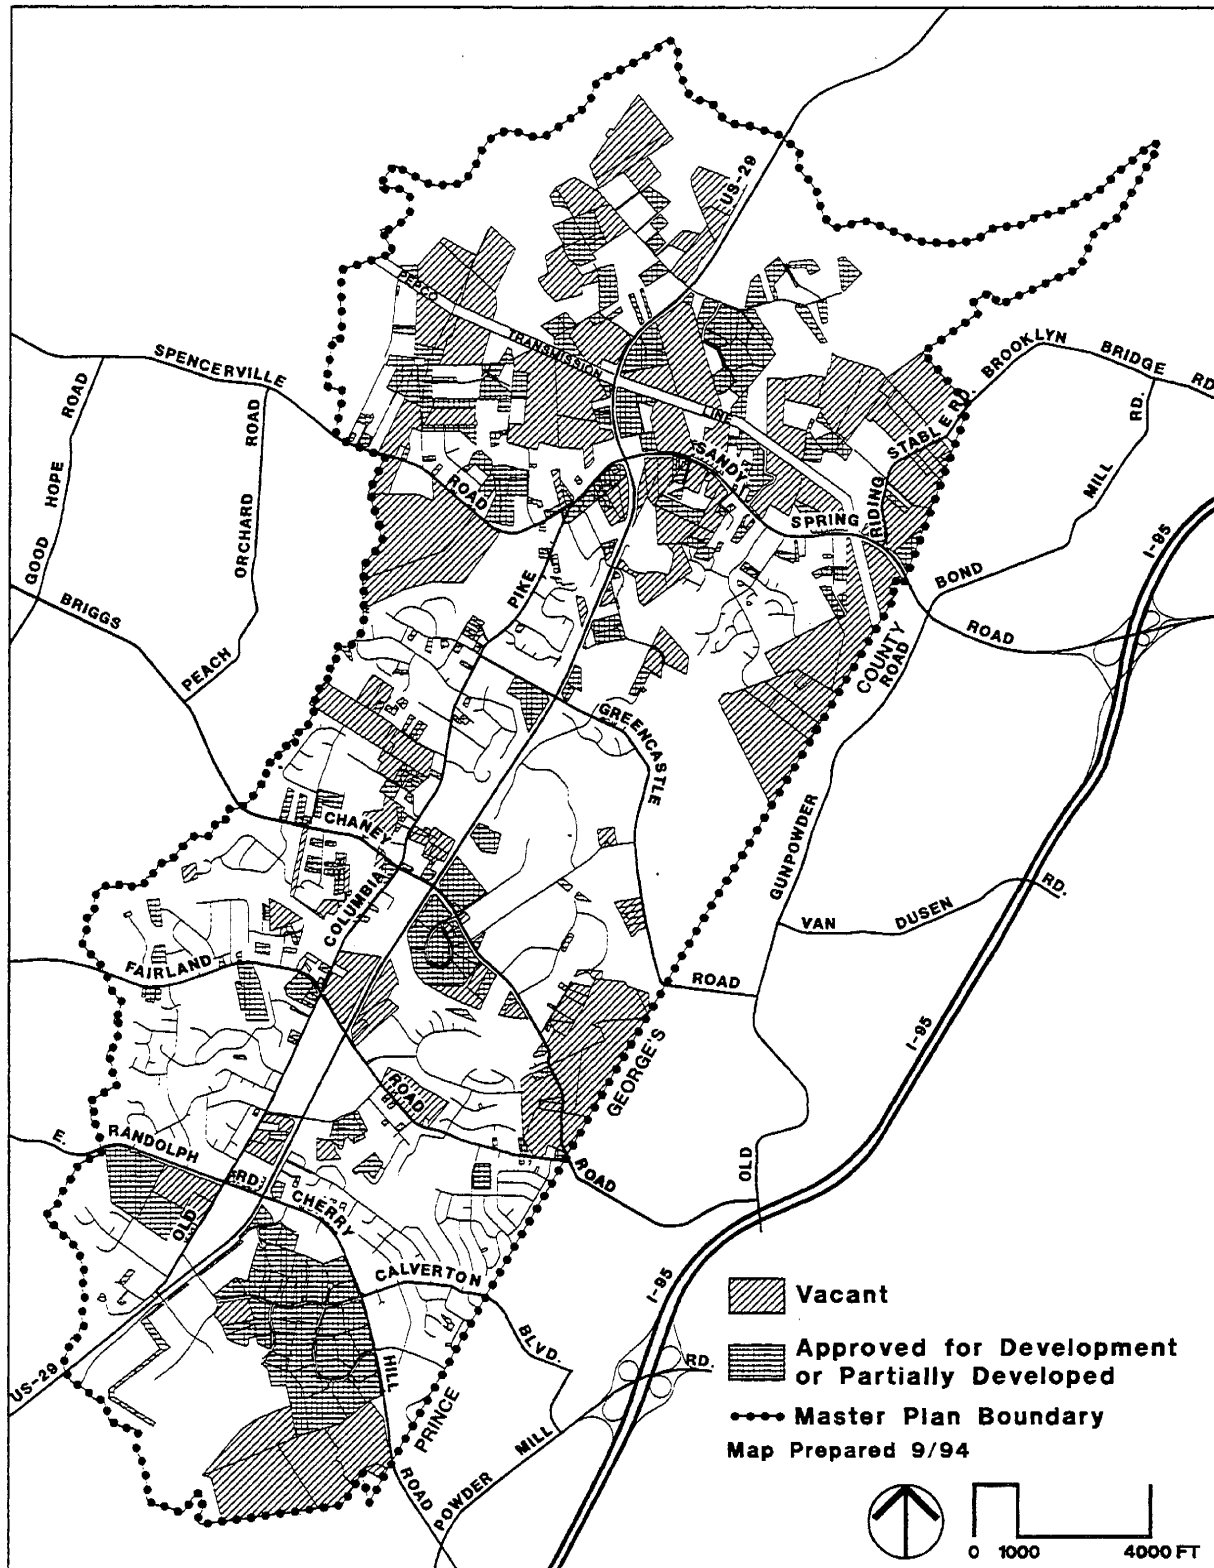 US-29
PEPCO
TRANSMISSION
LINE
SPENCERVILLE
ROAD
GOOD HOPE ROAD
PEACH ORCHARD ROAD
BRIGGS
CHANEY
ROAD
SANDY
SPRING
ROAD
RIDING
STABLE RD.
BROOKLYN BRIDGE RD.
BOND
MILL
RD.
I-95
PIKE
COLUMBIA
OLD
GREENCASTLE
ROAD
COUNTY
ROAD
GUNPOWDER
OLD
VAN DUSEN RD.
FAIRLAND
ROAD
ROAD
GEORGE'S
PRINCE
I-95
E. RANDOLPH RD.
CHERRY
HILL
ROAD
CALVERTON
BLVD.
US-29
I-95
POWDER MILL RD.
Vacant
Approved for Development
or Partially Developed
Master Plan Boundary
Map Prepared 9/94
0 1000 4000 FT